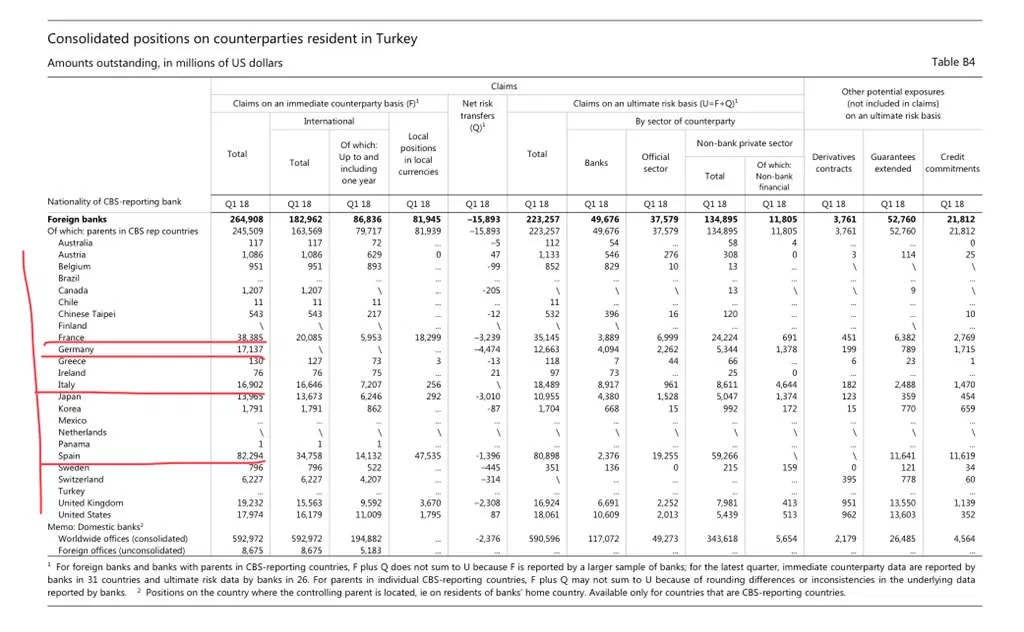 Consolidated positions on counterparties resident in Turkey
Amounts outstanding, in millions of US dollars Table B4
Claims
Other potential exposures (not included in claims) on an ultimate risk basis
Claims on an immediate counterparty basis (F)1
Net risk transfers (Q)1
Claims on an ultimate risk basis (U=F+Q)1
International
By sector of counterparty
Total
Total
Of which: Up to and including one year
Local positions in local currencies
Total
Banks
Official sector
Non-bank private sector
Total
Of which: Non-bank financial
Derivatives contracts
Guarantees extended
Credit commitments
Nationality of CBS-reporting bank Q1 18 Q1 18 Q1 18 Q1 18 Q1 18 Q1 18 Q1 18 Q1 18 Q1 18 Q1 18 Q1 18 Q1 18 Q1 18
Foreign banks 264,908 182,962 86,836 81,945 –15,893 223,257 49,676 37,579 134,895 11,805 3,761 52,760 21,812
Of which: parents in CBS rep countries 245,509 163,569 79,717 81,939 –15,893 223,257 49,676 37,579 134,895 11,805 3,761 52,760 21,812
Australia 117 117 72 ... –5 112 54 ... 58 4 ... ... 0
Austria 1,086 1,086 629 0 47 1,133 546 276 308 0 3 114 25
Belgium 951 951 893 ... -99 852 829 10 13 ... \ \ \
Brazil ... ... ... ... ... ... ... ... ... ... ... ... ...
Canada 1,207 1,207 \ ... -205 \ \ \ 13 \ \ 9 \
Chile 11 11 11 ... ... 11 ... ... ... ... ... ... ...
Chinese Taipei 543 543 217 ... -12 532 396 16 120 ... ... ... 10
Finland \ \ \ ... \ \ ... ... ... ... ... \ ...
France 38,385 20,085 5,953 18,299 –3,239 35,145 3,889 6,999 24,224 691 451 6,382 2,769
Germany 17,137 \ \ ... –4,474 12,663 4,094 2,262 5,344 1,378 199 789 1,715
Greece 130 127 73 3 -13 118 7 44 66 ... 6 23 1
Ireland 76 76 75 ... 21 97 73 ... 25 0 ... ... ...
Italy 16,902 16,646 7,207 256 \ 18,489 8,917 961 8,611 4,644 182 2,488 1,470
Japan 13,965 13,673 6,246 292 -3,010 10,955 4,380 1,528 5,047 1,374 123 359 454
Korea 1,791 1,791 862 ... -87 1,704 668 15 992 172 15 770 659
Mexico ... ... ... ... ... ... ... ... ... ... ... ... ...
Netherlands \ \ \ \ \ \ \ \ \ \ \ \ \
Panama 1 1 1 ... ... ... ... ... ... ... ... ... ...
Spain 82,294 34,758 14,132 47,535 -1,396 80,898 2,376 19,255 59,266 \ \ 11,641 11,619
Sweden 796 796 522 ... –445 351 136 0 215 159 0 121 34
Switzerland 6,227 6,227 4,207 ... –314 \ ... ... ... ... 395 778 60
Turkey ... ... ... ... ... ... ... ... ... ... ... ... ...
United Kingdom 19,232 15,563 9,592 3,670 –2,308 16,924 6,691 2,252 7,981 413 951 13,550 1,139
United States 17,974 16,179 11,009 1,795 87 18,061 10,609 2,013 5,439 513 962 13,603 352
Memo: Domestic banks2
Worldwide offices (consolidated) 592,972 592,972 194,882 ... -2,376 590,596 117,072 49,273 343,618 5,654 2,179 26,485 4,564
Foreign offices (unconsolidated) 8,675 8,675 5,183 ... ... ... ... ... ... ... ... ... ...
1 For foreign banks and banks with parents in CBS-reporting countries, F plus Q does not sum to U because F is reported by a larger sample of banks; for the latest quarter, immediate counterparty data are reported by
banks in 31 countries and ultimate risk data by banks in 26. For parents in individual CBS-reporting countries, F plus Q may not sum to U because of rounding differences or inconsistencies in the underlying data
reported by banks. 2 Positions on the country where the controlling parent is located, ie on residents of banks' home country. Available only for countries that are CBS-reporting countries.